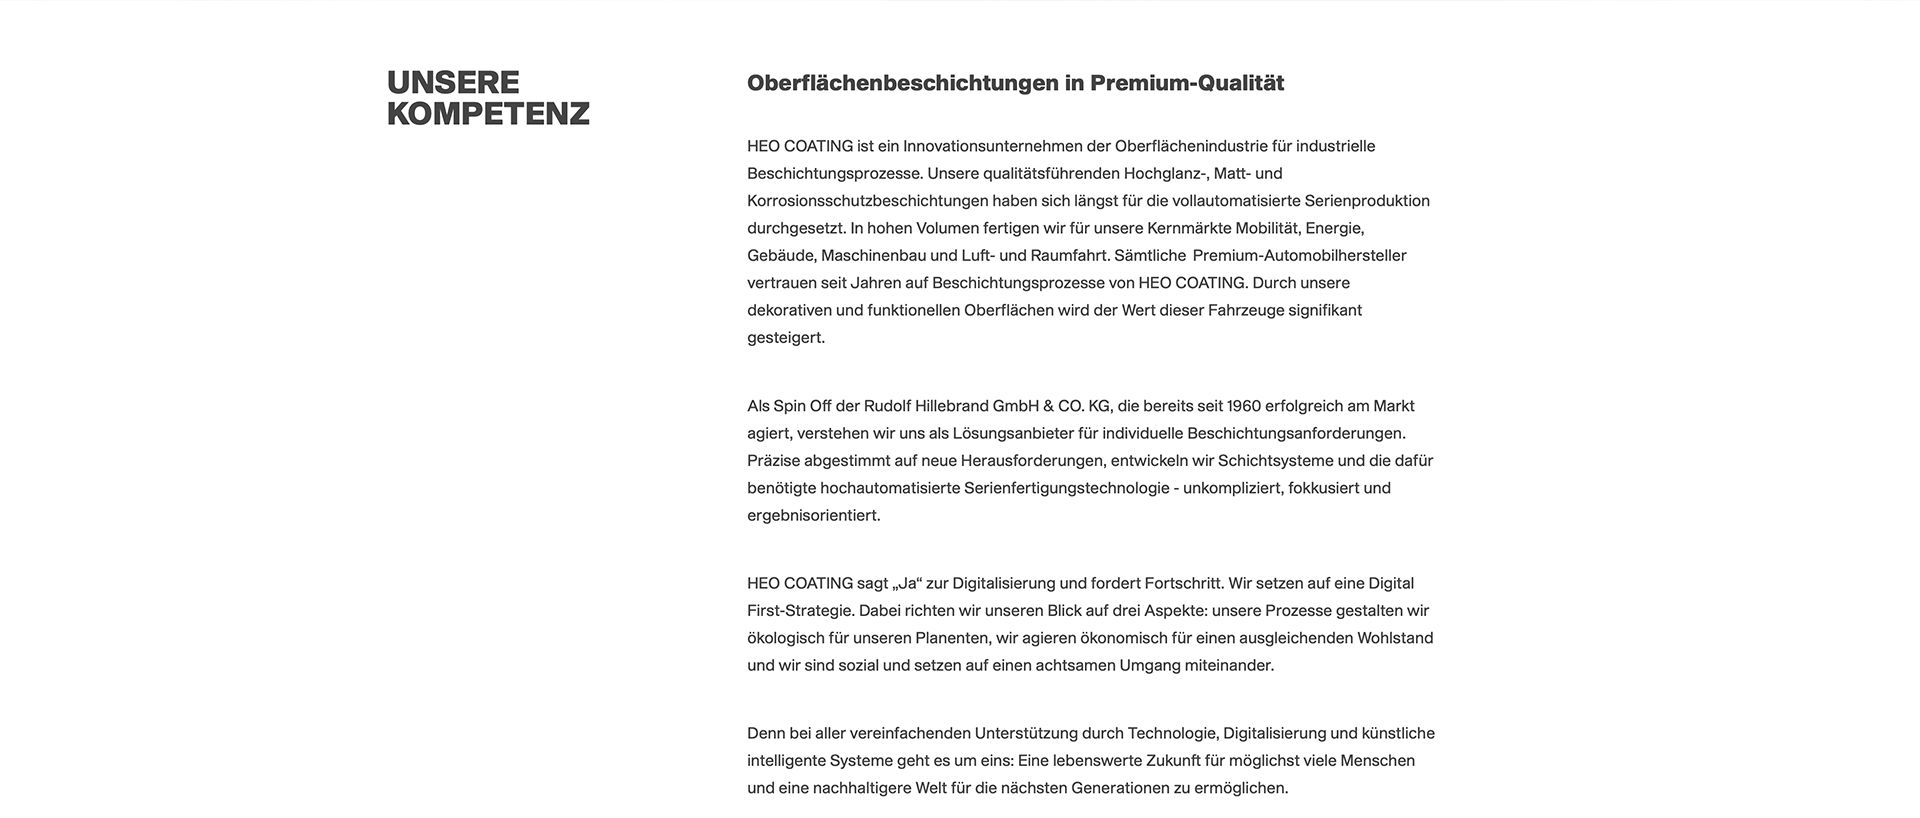 UNSERE
KOMPETENZ
Oberflächenbeschichtungen in Premium-Qualität
HEO COATING ist ein Innovationsunternehmen der Oberflächenindustrie für industrielle
Beschichtungsprozesse. Unsere qualitätsführenden Hochglanz-, Matt- und
Korrosionsschutzbeschichtungen haben sich längst für die vollautomatisierte Serienproduktion
durchgesetzt. In hohen Volumen fertigen wir für unsere Kernmärkte Mobilität, Energie,
Gebäude, Maschinenbau und Luft- und Raumfahrt. Sämtliche Premium-Automobilhersteller
vertrauen seit Jahren auf Beschichtungsprozesse von HEO COATING. Durch unsere
dekorativen und funktionellen Oberflächen wird der Wert dieser Fahrzeuge signifikant
gesteigert.
Als Spin Off der Rudolf Hillebrand GmbH & CO. KG, die bereits seit 1960 erfolgreich am Markt
agiert, verstehen wir uns als Lösungsanbieter für individuelle Beschichtungsanforderungen.
Präzise abgestimmt auf neue Herausforderungen, entwickeln wir Schichtsysteme und die dafür
benötigte hochautomatisierte Serienfertigungstechnologie - unkompliziert, fokkusiert und
ergebnisorientiert.
HEO COATING sagt „Ja“ zur Digitalisierung und fordert Fortschritt. Wir setzen auf eine Digital
First-Strategie. Dabei richten wir unseren Blick auf drei Aspekte: unsere Prozesse gestalten wir
ökologisch für unseren Planenten, wir agieren ökonomisch für einen ausgleichenden Wohlstand
und wir sind sozial und setzen auf einen achtsamen Umgang miteinander.
Denn bei aller vereinfachenden Unterstützung durch Technologie, Digitalisierung und künstliche
intelligente Systeme geht es um eins: Eine lebenswerte Zukunft für möglichst viele Menschen
und eine nachhaltigere Welt für die nächsten Generationen zu ermöglichen.